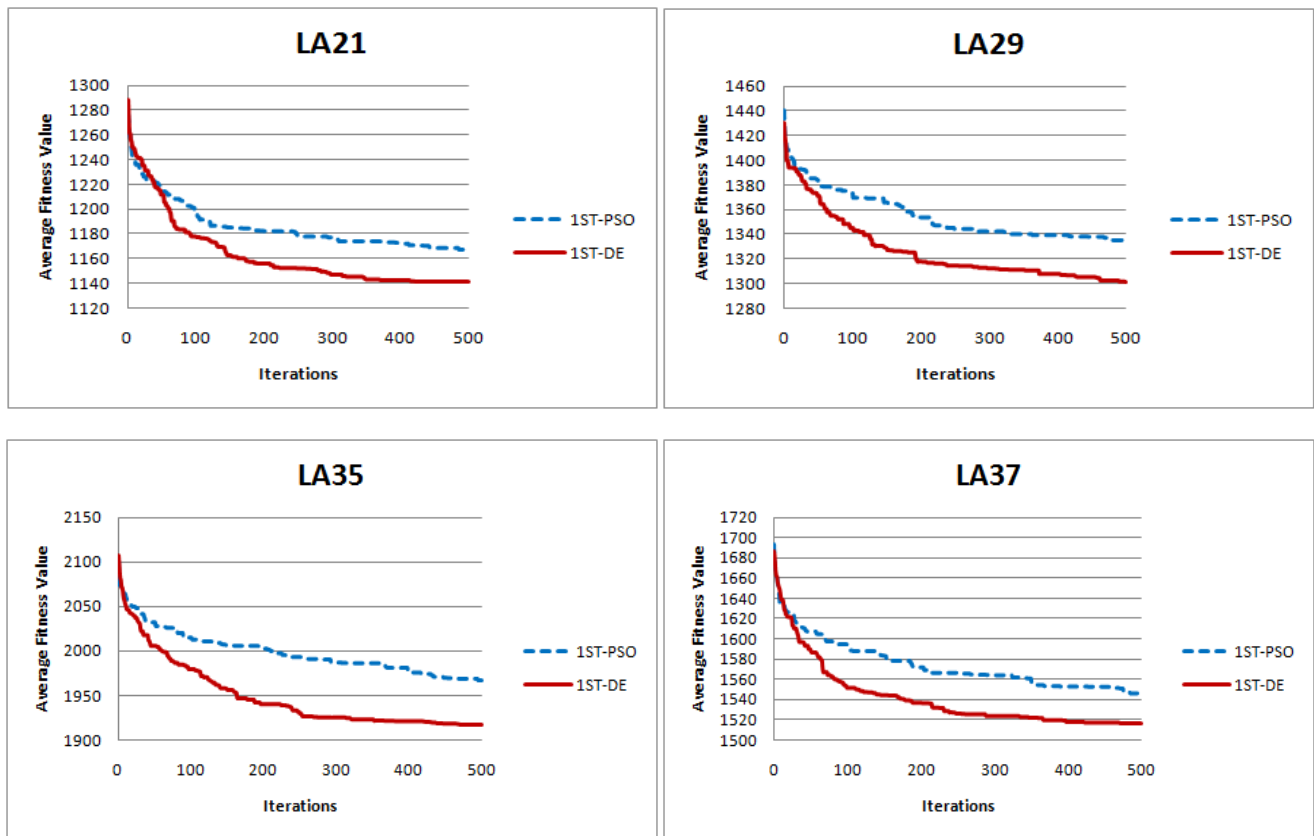 LA21
1300
1280
1260
1240
1220
1200
1180
1160
1140
1120
Average Fitness Value
0 100 200 300 400 500
Iterations
1ST-PSO
1ST-DE
LA29
1460
1440
1420
1400
1380
1360
1340
1320
1300
1280
Average Fitness Value
0 100 200 300 400 500
Iterations
1ST-PSO
1ST-DE
LA35
2150
2100
2050
2000
1950
1900
Average Fitness Value
0 100 200 300 400 500
Iterations
1ST-PSO
1ST-DE
LA37
1720
1700
1680
1660
1640
1620
1600
1580
1560
1540
1520
1500
Average Fitness Value
0 100 200 300 400 500
Iterations
1ST-PSO
1ST-DE